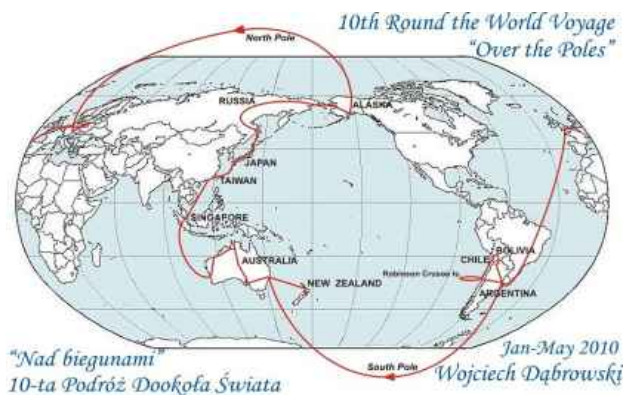 10th Round the World Voyage
“Over the Poles”
North Pole
RUSSIA
ALASKA
JAPAN
TAIWAN
SINGAPORE
AUSTRALIA
NEW ZEALAND
BOLIVIA
CHILE
Robinson Crusoe Is.
ARGENTINA
South Pole
“Nad biegunami”
10-ta Podróż Dookoła Świata
Jan-May 2010
Wojciech Dąbrowski